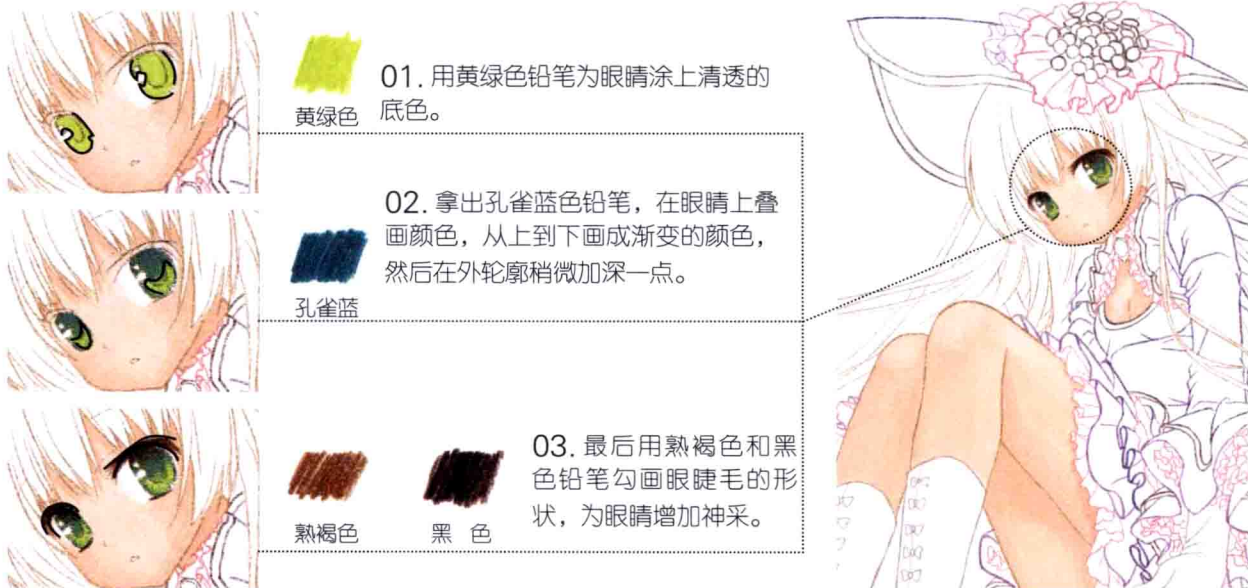 01. 用黄绿色铅笔为眼睛涂上清透的
底色。
黄绿色
02. 拿出孔雀蓝色铅笔，在眼睛上叠
画颜色，从上到下画成渐变的颜色，
然后在外轮廓稍微加深一点。
孔雀蓝
03. 最后用熟褐色和黑
色铅笔勾画眼睫毛的形
状，为眼睛增加神采。
熟褐色
黑 色